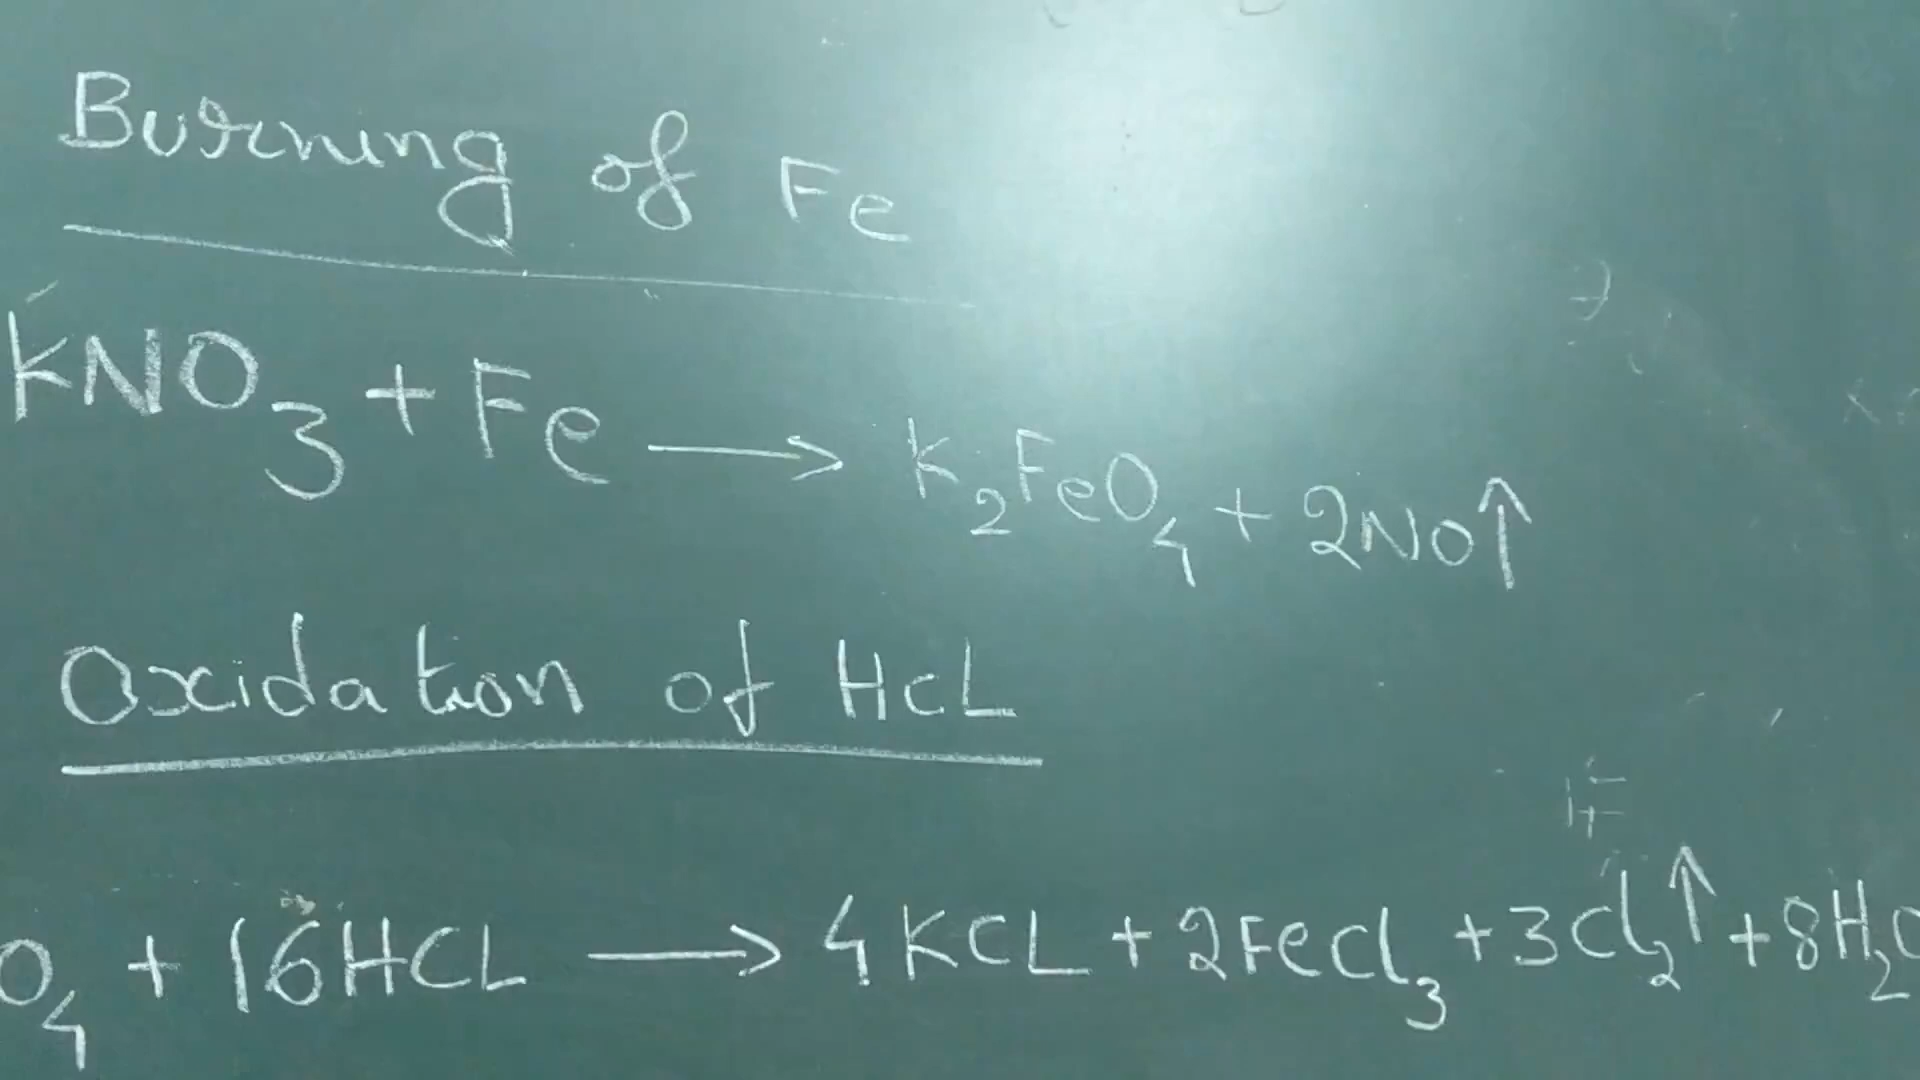 Burning of Fe
KNO₃ + Fe → K₂FeO₄ + 2NO↑
Oxidation of HCL
O₄ + 16HCL → 4KCL + 2FeCl₃ + 3Cl₂↑ + 8H₂O